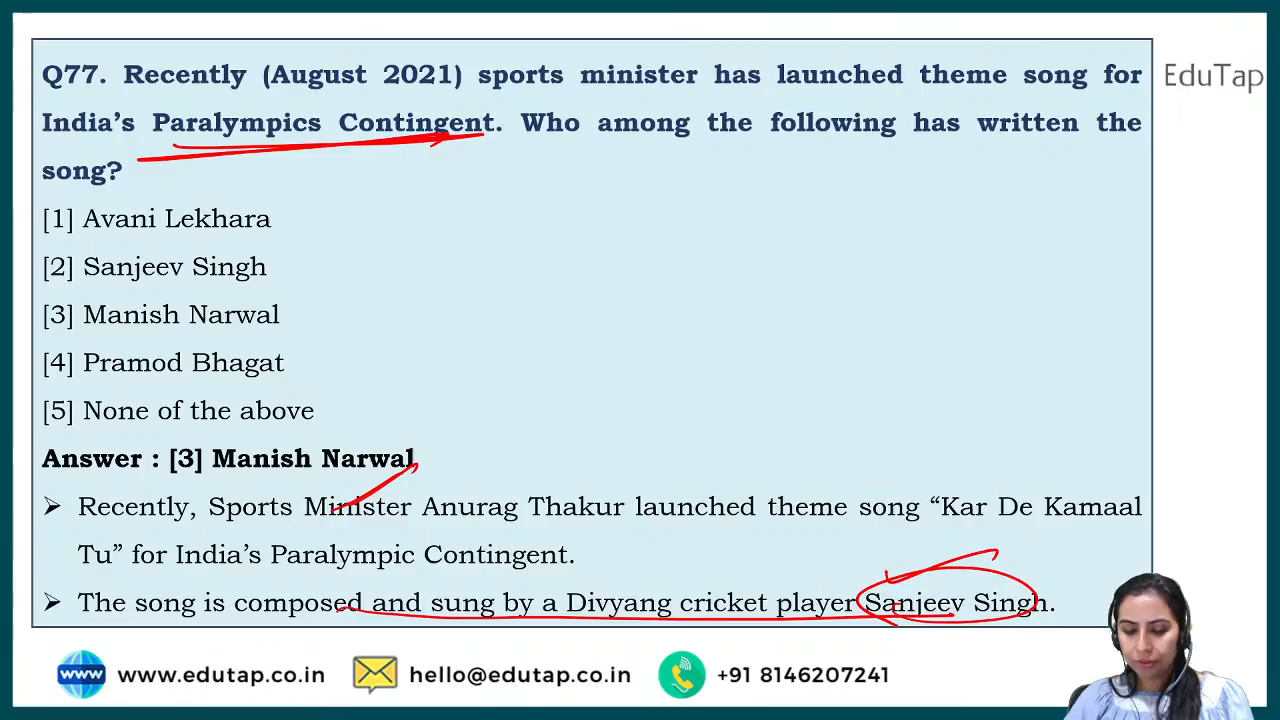 Q77. Recently (August 2021) sports minister has launched theme song for
India's Paralympics Contingent. Who among the following has written the
song?
[1] Avani Lekhara
[2] Sanjeev Singh
[3] Manish Narwal
[4] Pramod Bhagat
[5] None of the above
Answer : [3] Manish Narwal
➢ Recently, Sports Minister Anurag Thakur launched theme song “Kar De Kamaal
Tu” for India's Paralympic Contingent.
➢ The song is composed and sung by a Divyang cricket player Sanjeev Singh.
EduTap
www www.edutap.co.in
hello@edutap.co.in
+91 8146207241